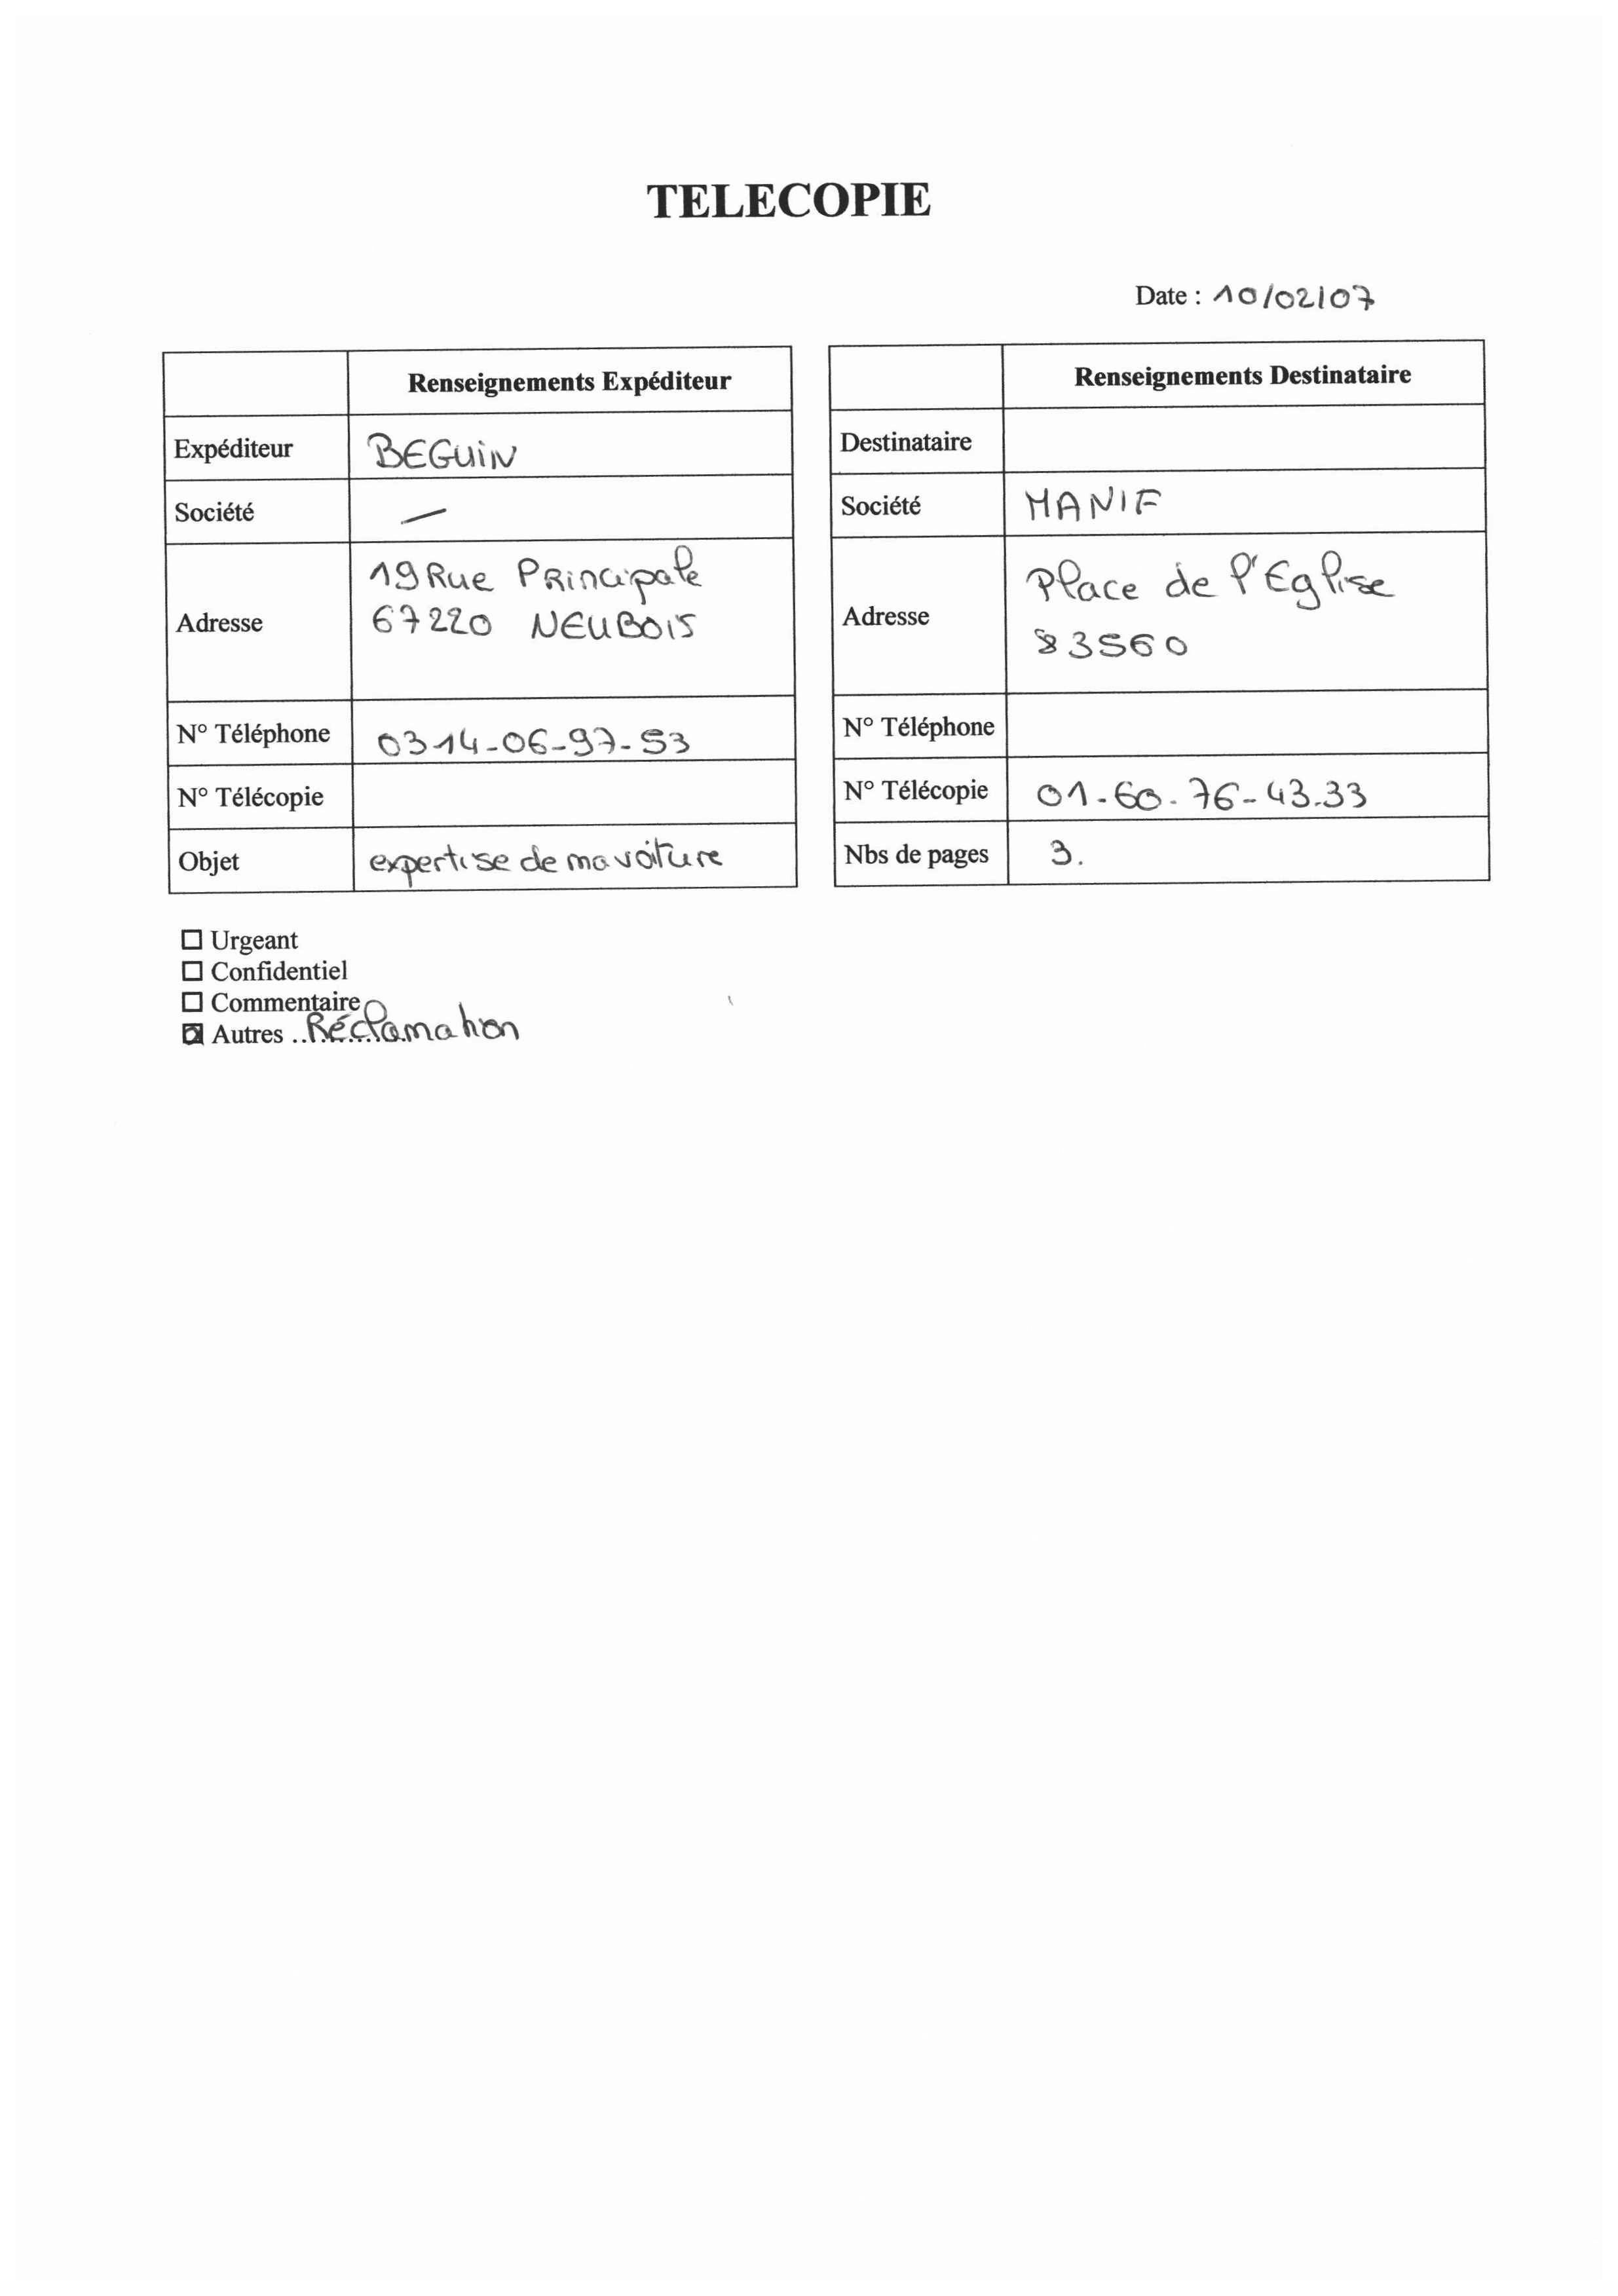 TELECOPIE
Date : 10/02/07
Renseignements Expéditeur
Expéditeur BEGUIN
Société —
Adresse 19 Rue Principale
67220 NEUBOIS
N° Téléphone 03-14-06-97-53
N° Télécopie
Objet expertise de ma voiture
Renseignements Destinataire
Destinataire
Société MANIF
Adresse Place de l'Eglise
83560
N° Téléphone
N° Télécopie 01-60-76-43.33
Nbs de pages 3.
☐ Urgeant
☐ Confidentiel
☐ Commentaire
☒ Autres ..Réclamation